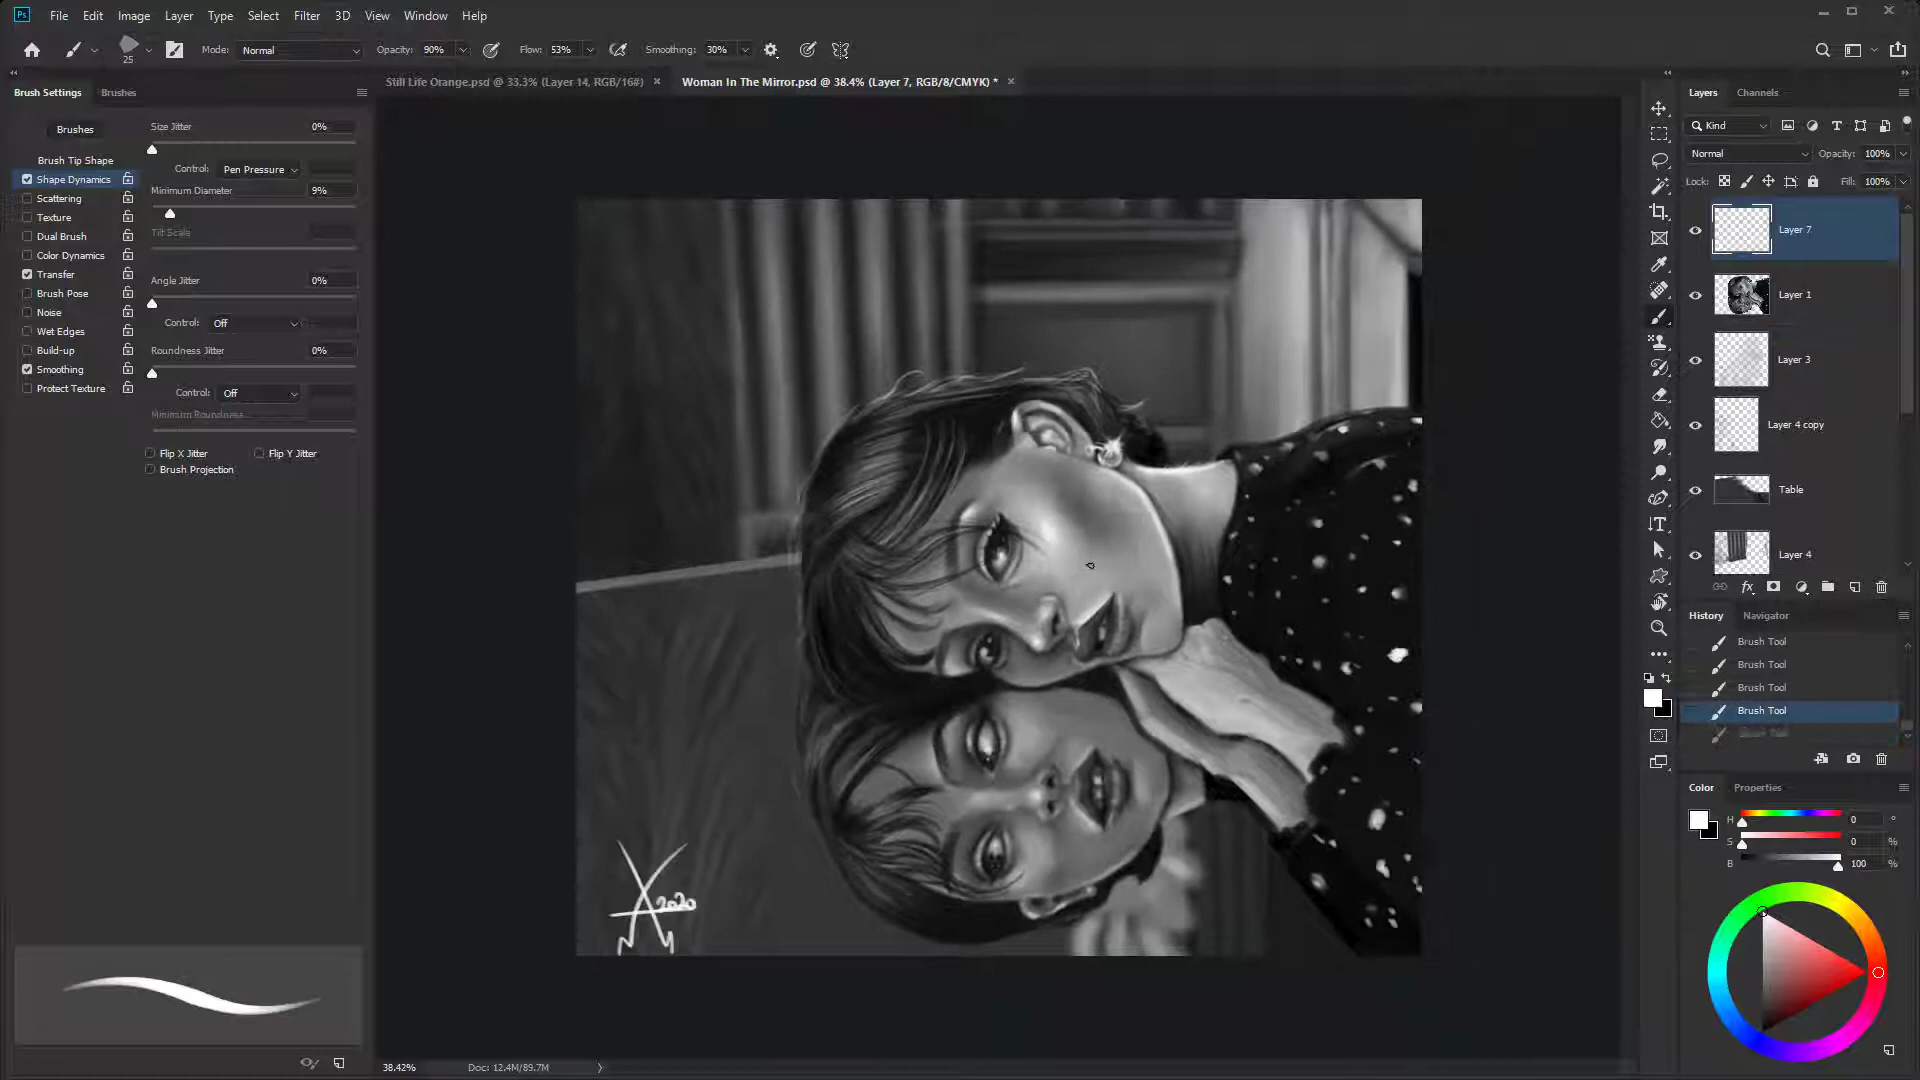 Ps File Edit Image Layer Type Select Filter 3D View Window Help
25 Mode: Normal Opacity: 90% Flow: 53% Smoothing: 30%
Still Life Orange.psd @ 33.3% (Layer 14, RGB/16#) × Woman In The Mirror.psd @ 38.4% (Layer 7, RGB/8/CMYK) * ×
Brush Settings Brushes
Brushes
Brush Tip Shape
Shape Dynamics
Scattering
Texture
Dual Brush
Color Dynamics
Transfer
Brush Pose
Noise
Wet Edges
Build-up
Smoothing
Protect Texture
Size Jitter 0%
Control: Pen Pressure
Minimum Diameter 9%
Tilt Scale
Angle Jitter 0%
Control: Off
Roundness Jitter 0%
Control: Off
Minimum Roundness
Flip X Jitter Flip Y Jitter
Brush Projection
2020
38.42% Doc: 12.4M/89.7M
Layers Channels
Kind
Normal Opacity: 100%
Lock: Fill: 100%
Layer 7
Layer 1
Layer 3
Layer 4 copy
Table
Layer 4
fx
History Navigator
Brush Tool
Brush Tool
Brush Tool
Brush Tool
Color Properties
H 0 °
S 0 %
B 100 %